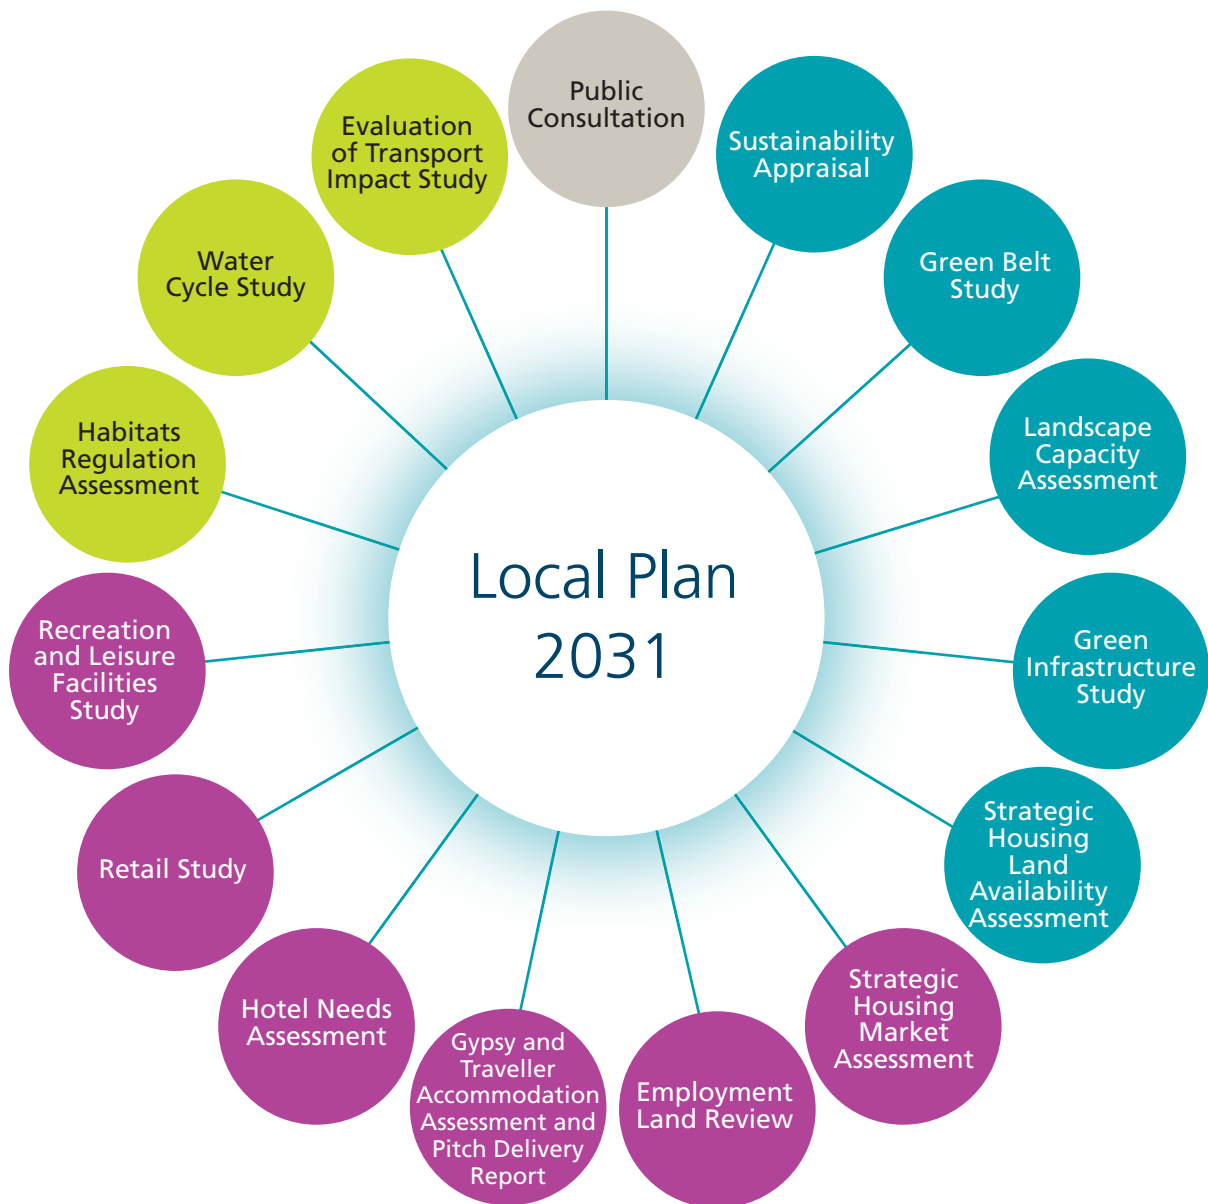 Public
Consultation
Sustainability
Appraisal
Green Belt
Study
Landscape
Capacity
Assessment
Green
Infrastructure
Study
Strategic
Housing
Land
Availability
Assessment
Strategic
Housing
Market
Assessment
Employment
Land Review
Gypsy and
Traveller
Accommodation
Assessment and
Pitch Delivery
Report
Hotel Needs
Assessment
Retail Study
Recreation
and Leisure
Facilities
Study
Habitats
Regulation
Assessment
Water
Cycle Study
Evaluation
of Transport
Impact Study
Local Plan
2031